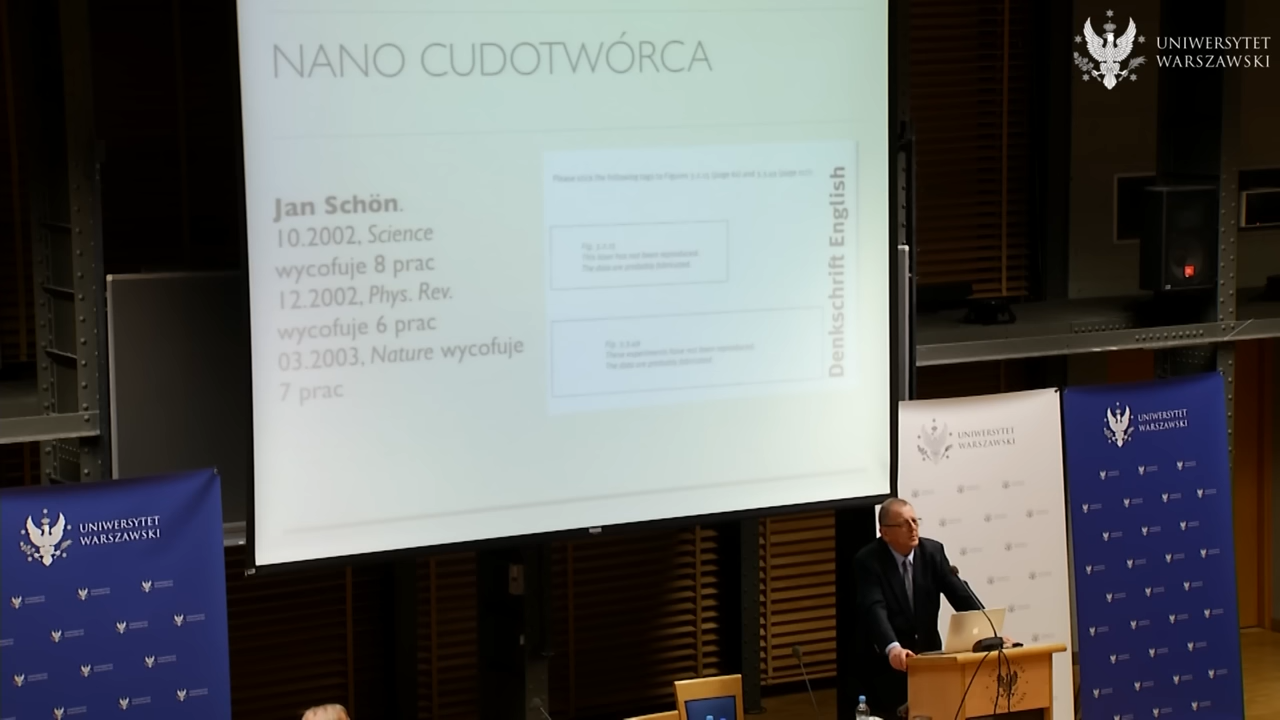 NANO CUDOTWÓRCA
Jan Schön.
10.2002, Science
wycofuje 8 prac
12.2002, Phys. Rev.
wycofuje 6 prac
03.2003, Nature wycofuje
7 prac
Denkschrift English
UNIWERSYTET
WARSZAWSKI
UNIWERSYTET
WARSZAWSKI
UNIWERSYTET
WARSZAWSKI
UNIWERSYTET
WARSZAWSKI